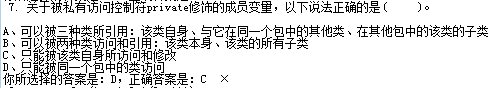 7. 关于被私有访问控制符private修饰的成员变量，以下说法正确的是(    )。
A、可以被三种类所引用：该类自身、与它在同一个包中的其他类、在其他包中的该类的子类
B、可以被两种类访问和引用：该类本身、该类的所有子类
C、只能被该类自身所访问和修改
D、只能被同一个包中的类访问
你所选择的答案是：D，正确答案是：C  ×